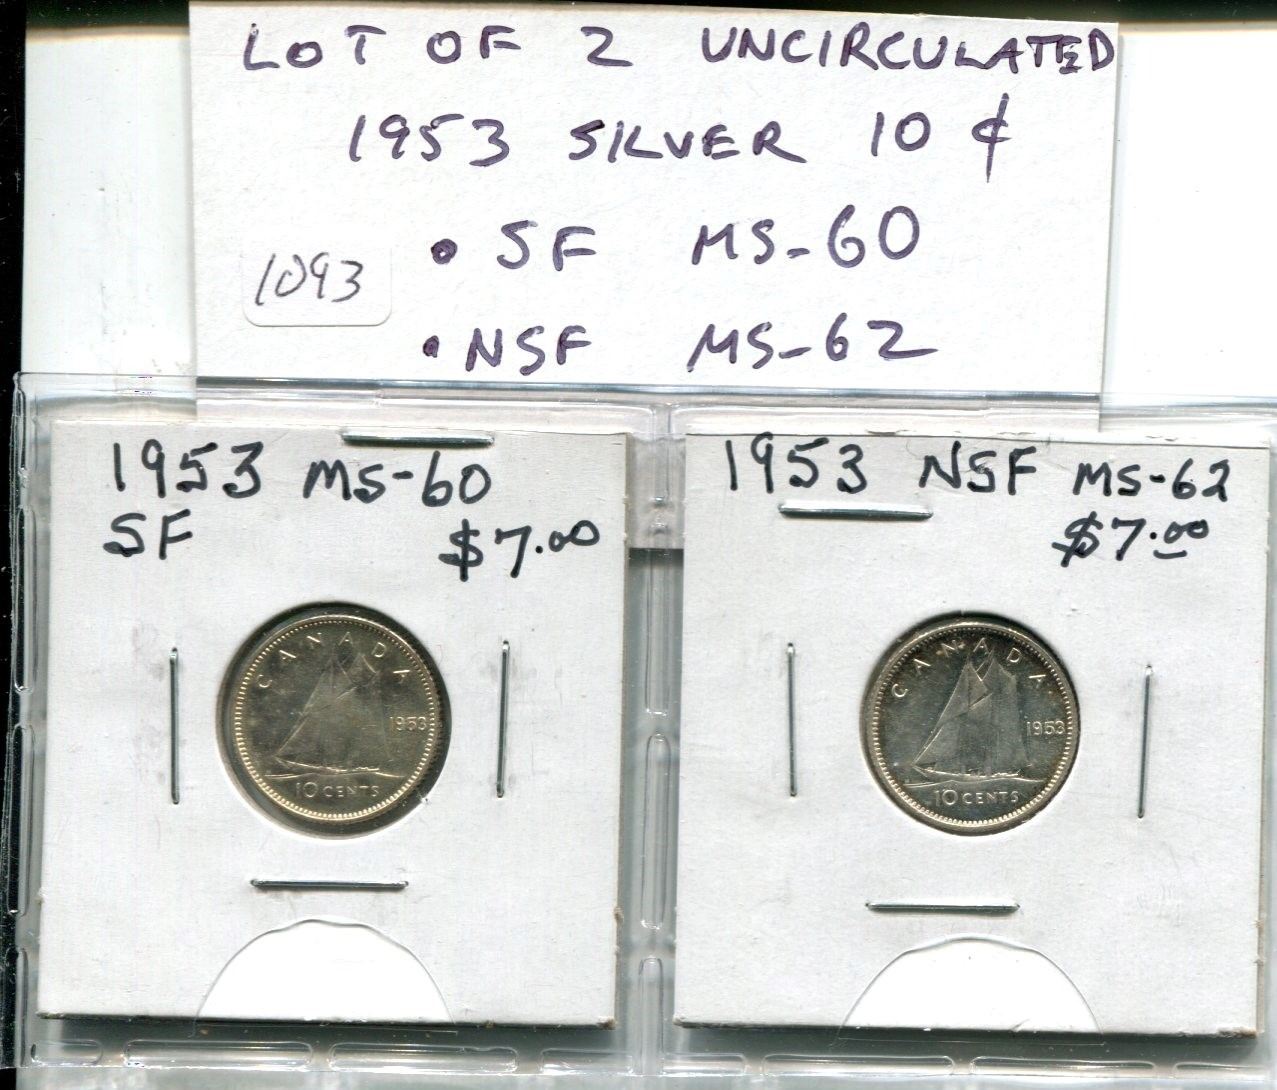 LOT OF 2 UNCIRCULATED
1953 SILVER 10 ¢
• SF MS-60
1093
• NSF MS-62
1953 MS-60
SF $7.00
CANADA
1953
10 CENTS
1953 NSF MS-62
$7.00
CANADA
1953
10 CENTS